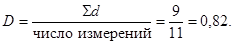 D = Σd / число измерений = 9 / 11 = 0,82.